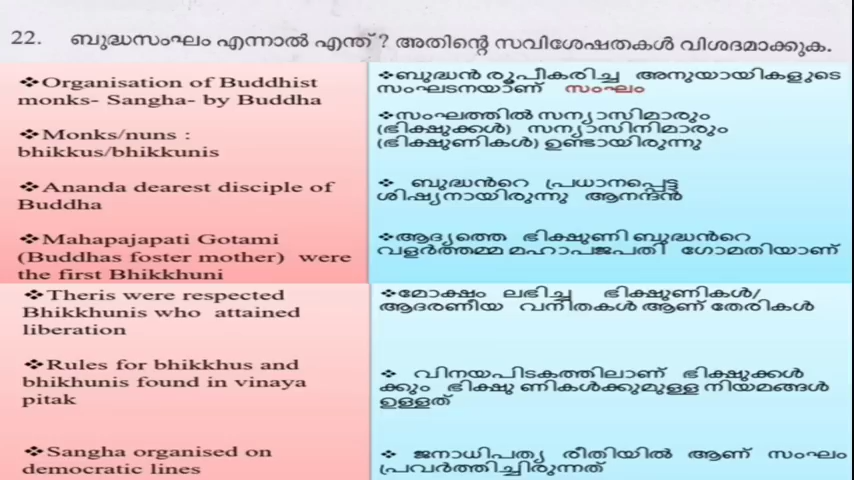 22. ബുദ്ധസംഘം എന്നാൽ എന്ത്? അതിന്റെ സവിശേഷതകൾ വിശദമാക്കുക.
❖Organisation of Buddhist
monks- Sangha- by Buddha
❖Monks/nuns :
bhikkus/bhikkunis
❖Ananda dearest disciple of
Buddha
❖Mahapajapati Gotami
(Buddhas foster mother) were
the first Bhikkhuni
❖Theris were respected
Bhikkhunis who attained
liberation
❖Rules for bhikkhus and
bhikhunis found in vinaya
pitak
❖Sangha organised on
democratic lines
❖ബുദ്ധൻ രൂപീകരിച്ച അനുയായികളുടെ
സംഘടനയാണ് സംഘം
❖സംഘത്തിൽ സന്യാസിമാരും
(ഭിക്ഷുക്കൾ) സന്യാസിനിമാരും
(ഭിക്ഷുണികൾ) ഉണ്ടായിരുന്നു
❖ ബുദ്ധൻറെ പ്രധാനപ്പെട്ട
ശിഷ്യനായിരുന്നു ആനന്ദൻ
❖ആദ്യത്തെ ഭിക്ഷുണി ബുദ്ധൻറെ
വളർത്തമ്മ മഹാപജപതി ഗോമതിയാണ്
❖മോക്ഷം ലഭിച്ച ഭിക്ഷുണികൾ/
ആദരണീയ വനിതകൾ ആണ് തേരികൾ
❖ വിനയപിടകത്തിലാണ് ഭിക്ഷുക്കൾ
ക്കും ഭിക്ഷു ണികൾക്കുമുള്ള നിയമങ്ങൾ
ഉള്ളത്
❖ ജനാധിപത്യ രീതിയിൽ ആണ് സംഘം
പ്രവർത്തിച്ചിരുന്നത്